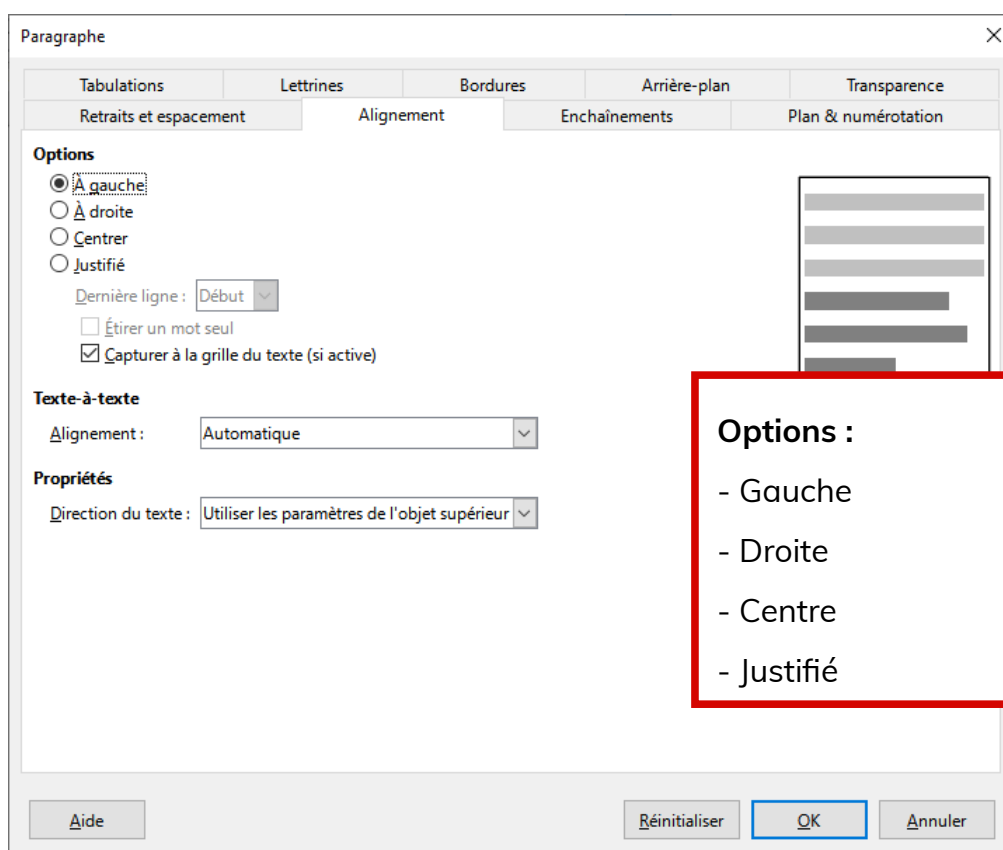 Paragraphe
Tabulations Lettrines Bordures Arrière-plan Transparence
Retraits et espacement Alignement Enchaînements Plan & numérotation
Options
À gauche
À droite
Centrer
Justifié
Dernière ligne : Début
Étirer un mot seul
Capturer à la grille du texte (si active)
Texte-à-texte
Alignement : Automatique
Propriétés
Direction du texte : Utiliser les paramètres de l'objet supérieur
Options :
- Gauche
- Droite
- Centre
- Justifié
Aide Réinitialiser OK Annuler